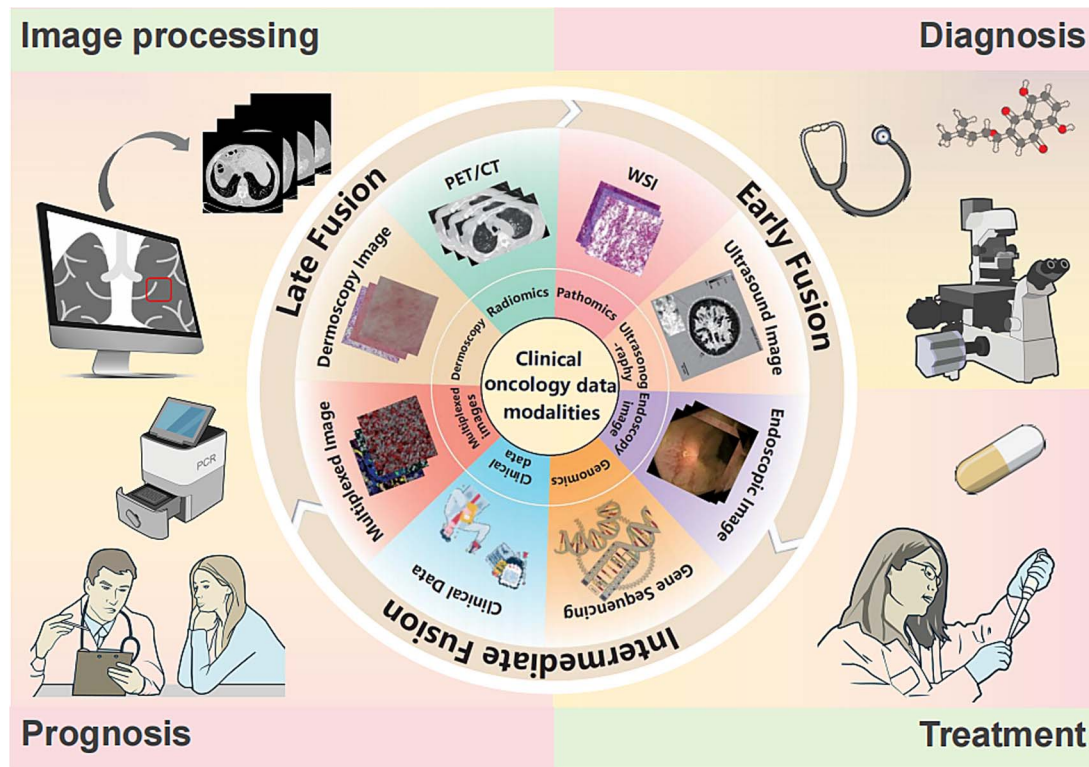 Image processing
Diagnosis
Late Fusion
Early Fusion
Intermediate Fusion
PET/CT
WSI
Ultrasound Image
Endoscopic Image
Gene Sequencing
Clinical Data
Multiplexed Image
Dermoscopy Image
Radiomics
Pathomics
Ultrasonog
-raphy
Endoscopy
image
Genomics
Clinical
data
Multiplexed
images
Dermoscopy
Clinical
oncology data
modalities
PCR
Prognosis
Treatment